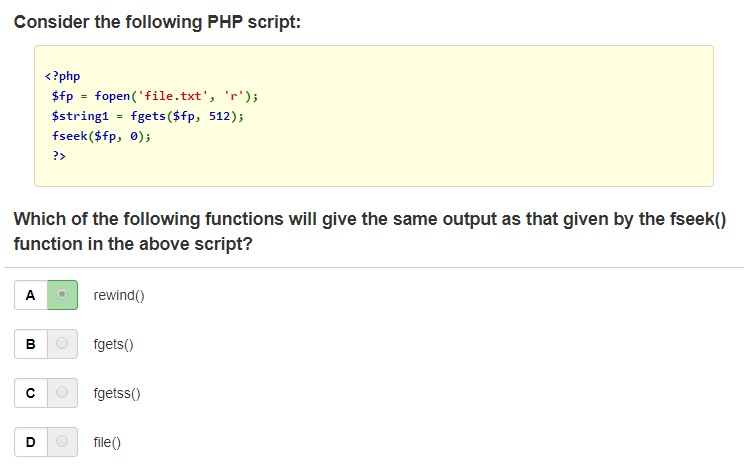 Consider the following PHP script:
<?php
$fp = fopen('file.txt', 'r');
$string1 = fgets($fp, 512);
fseek($fp, 0);
?>
Which of the following functions will give the same output as that given by the fseek()
function in the above script?
A rewind()
B fgets()
C fgetss()
D file()